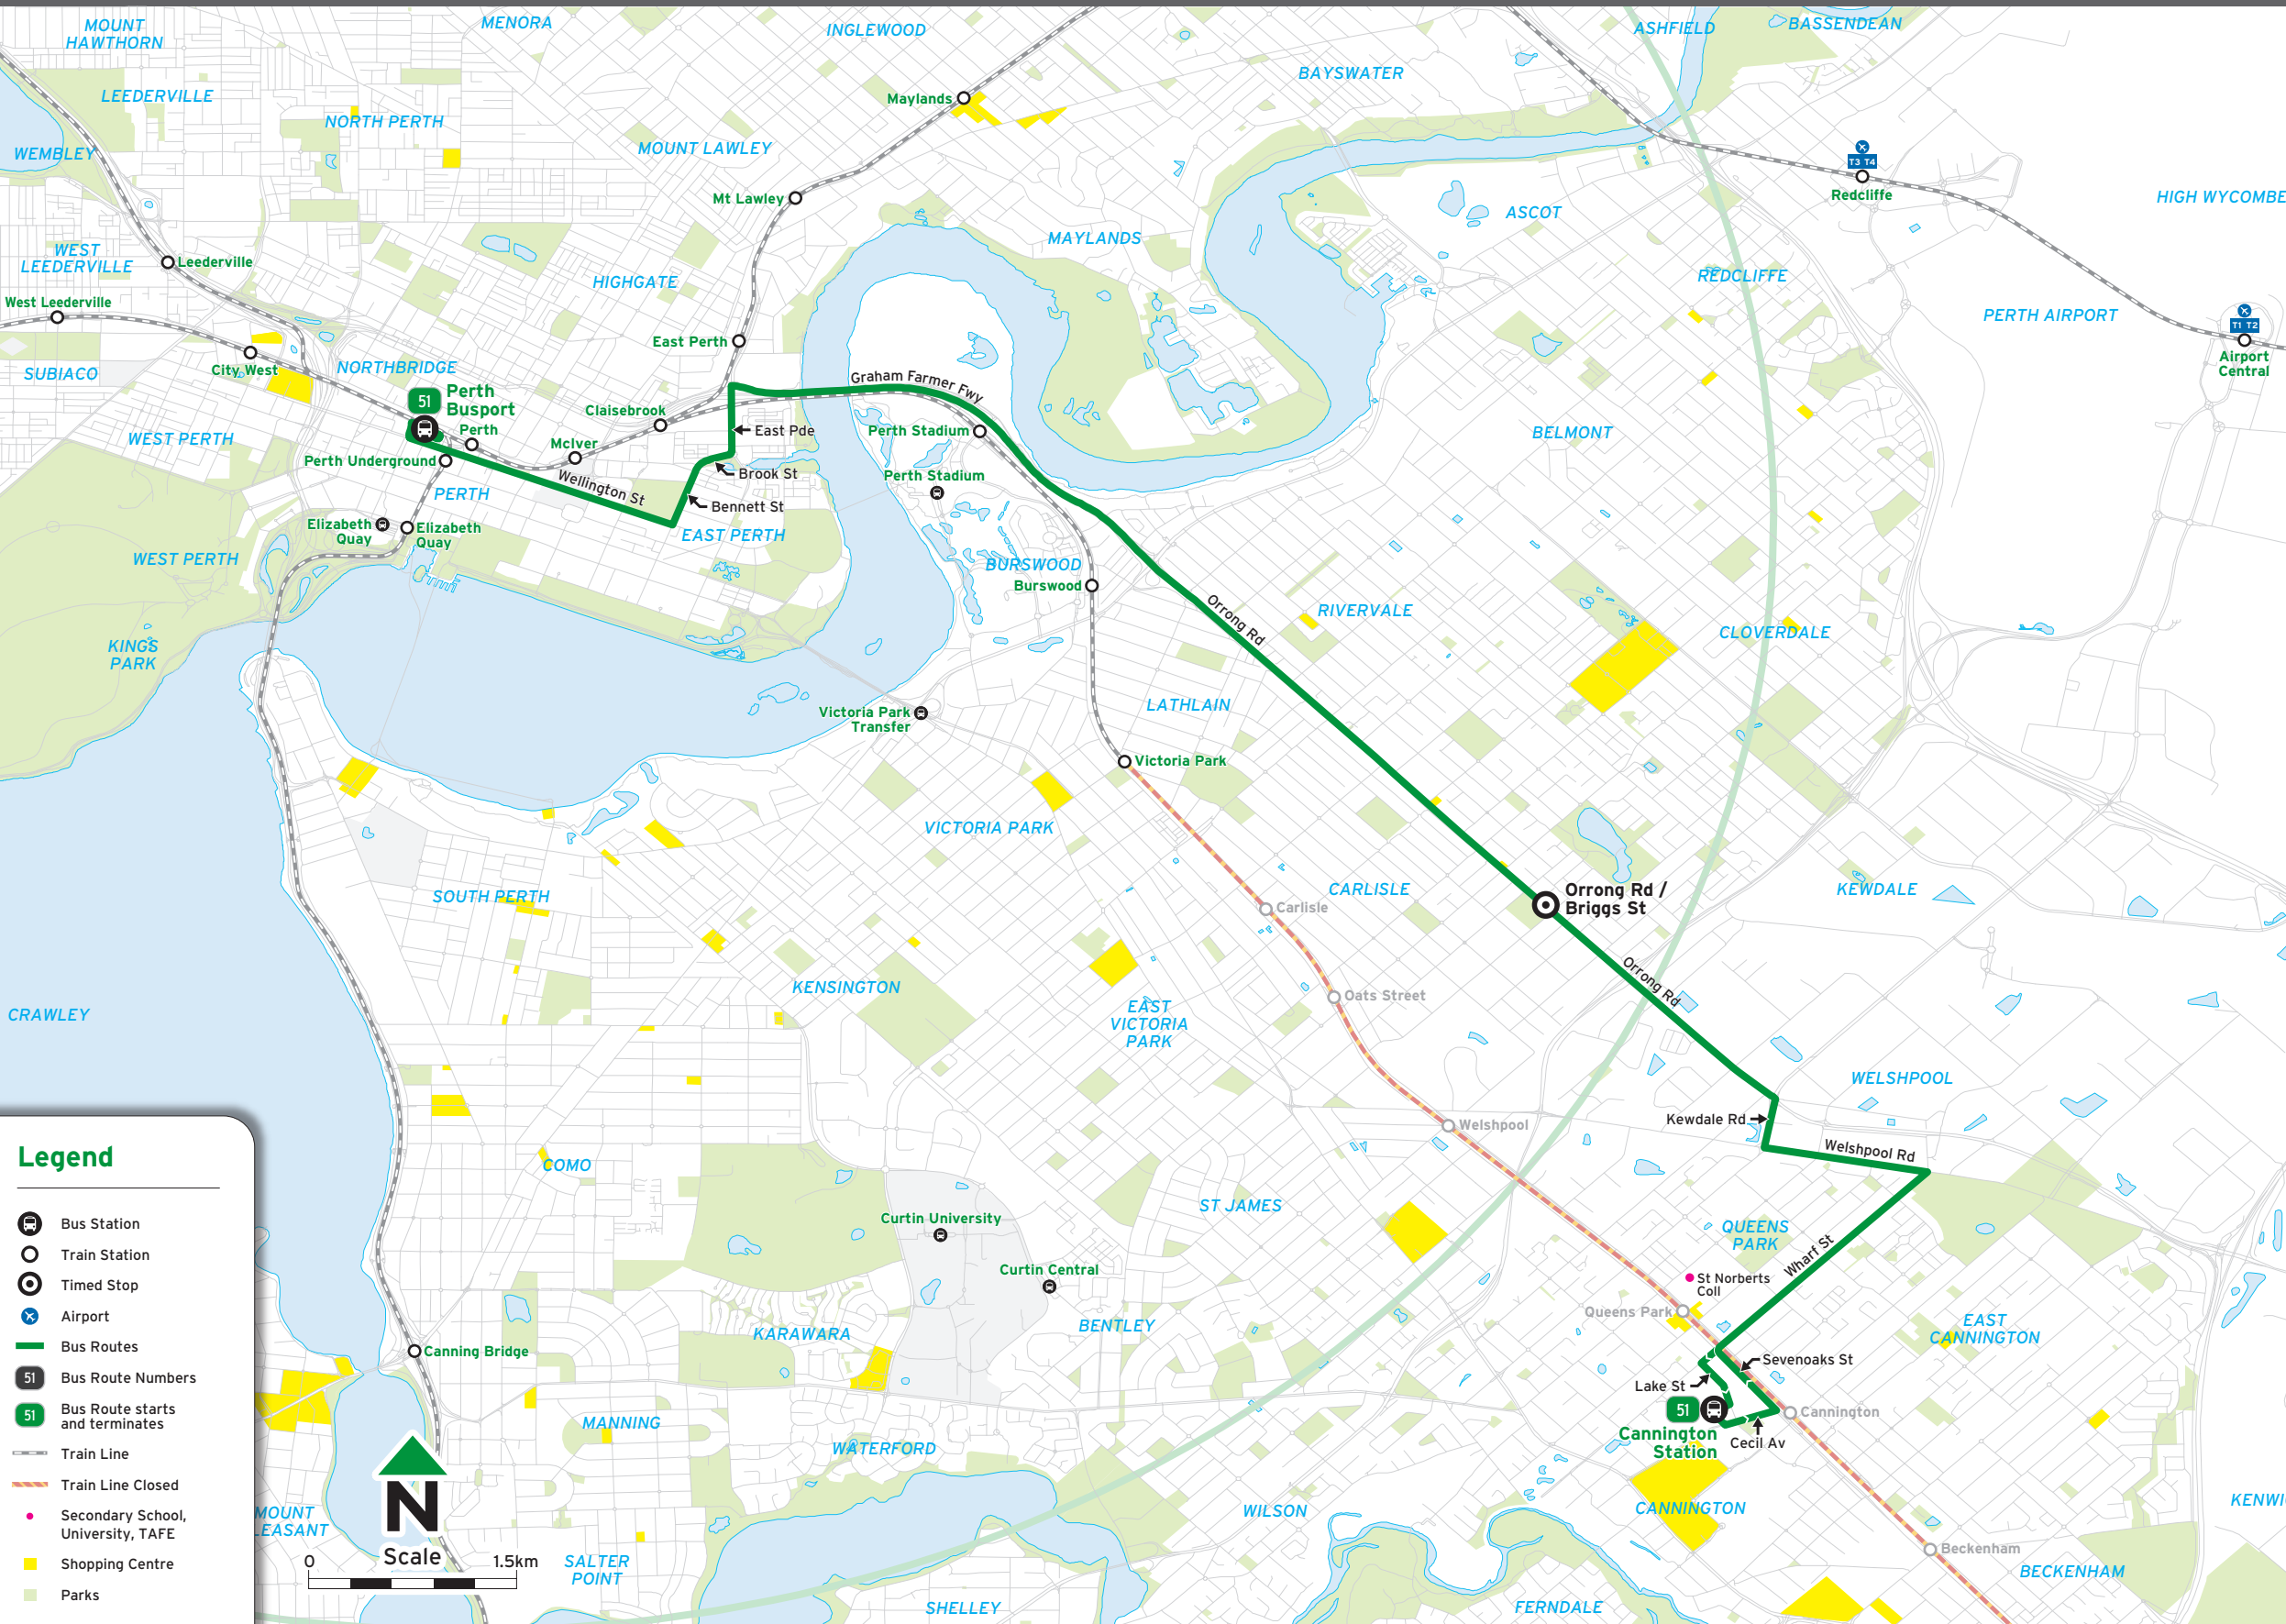 MOUNT
HAWTHORN
MENORA
INGLEWOOD
ASHFIELD
BASSENDEAN
BAYSWATER
LEEDERVILLE
Maylands
NORTH PERTH
MOUNT LAWLEY
WEMBLEY
T3 T4
Redcliffe
Mt Lawley
HIGH WYCOMBE
ASCOT
MAYLANDS
WEST
LEEDERVILLE
Leederville
HIGHGATE
REDCLIFFE
West Leederville
PERTH AIRPORT
T1 T2
Airport
Central
East Perth
SUBIACO
City West
NORTHBRIDGE
Graham Farmer Fwy
51
Perth
Busport
Perth
Claisebrook
McIver
East Pde
Perth Stadium
BELMONT
WEST PERTH
Perth Underground
Brook St
Perth Stadium
Wellington St
PERTH
Bennett St
Elizabeth
Quay
Elizabeth
Quay
EAST PERTH
WEST PERTH
BURSWOOD
Burswood
Orrong Rd
RIVERVALE
CLOVERDALE
KINGS
PARK
LATHLAIN
Victoria Park
Transfer
Victoria Park
VICTORIA PARK
SOUTH PERTH
CARLISLE
Orrong Rd /
Briggs St
KEWDALE
Carlisle
Orrong Rd
KENSINGTON
Oats Street
CRAWLEY
EAST
VICTORIA
PARK
WELSHPOOL
Kewdale Rd
Welshpool
Welshpool Rd
COMO
ST JAMES
Curtin University
QUEENS
PARK
Wharf St
Curtin Central
St Norberts
Coll
Queens Park
BENTLEY
KARAWARA
EAST
CANNINGTON
Canning Bridge
Sevenoaks St
Lake St
51
Cannington
Station
Cannington
Cecil Av
MANNING
WATERFORD
WILSON
CANNINGTON
KENWI
MOUNT
LEASANT
Beckenham
BECKENHAM
SALTER
POINT
SHELLEY
FERNDALE
Legend
Bus Station
Train Station
Timed Stop
Airport
Bus Routes
51
Bus Route Numbers
51
Bus Route starts
and terminates
Train Line
Train Line Closed
Secondary School,
University, TAFE
Shopping Centre
Parks
N
Scale
0
1.5km